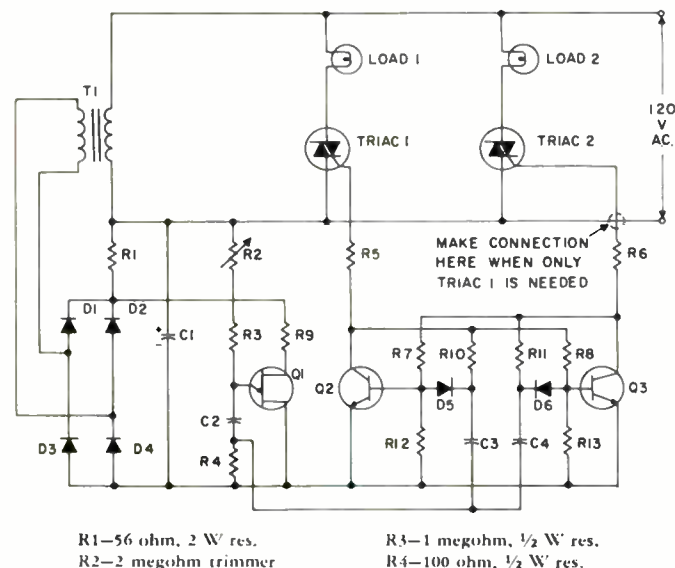 LOAD 1
LOAD 2
T1
TRIAC 1
TRIAC 2
120
V
AC.
R1
R2
R5
MAKE CONNECTION
HERE WHEN ONLY
TRIAC 1 IS NEEDED
R6
D1
D2
C1
R3
R9
Q1
R7
R10
R11
R8
Q2
D5
D6
Q3
C2
D3
D4
R4
R12
C3
C4
R13
R1—56 ohm, 2 W res.
R2—2 megohm trimmer
R3—1 megohm, ½ W res.
R4—100 ohm, ½ W res.